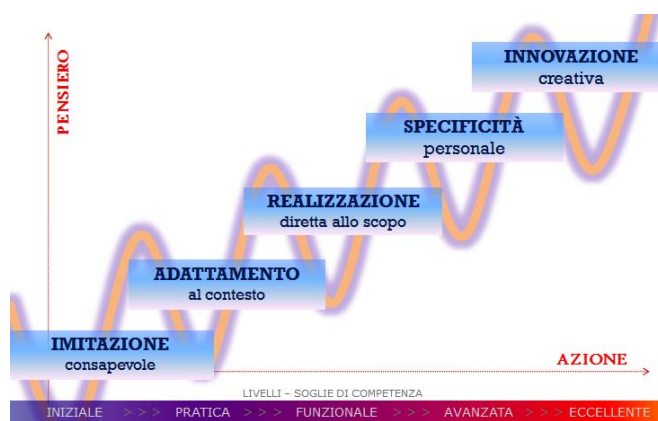 PENSIERO
INNOVAZIONE
creativa
SPECIFICITÀ
personale
REALIZZAZIONE
diretta allo scopo
ADATTAMENTO
al contesto
IMITAZIONE
consapevole
AZIONE
LIVELLI – SOGLIE DI COMPETENZA
INIZIALE > > > PRATICA > > > FUNZIONALE > > > AVANZATA > > > ECCELLENTE